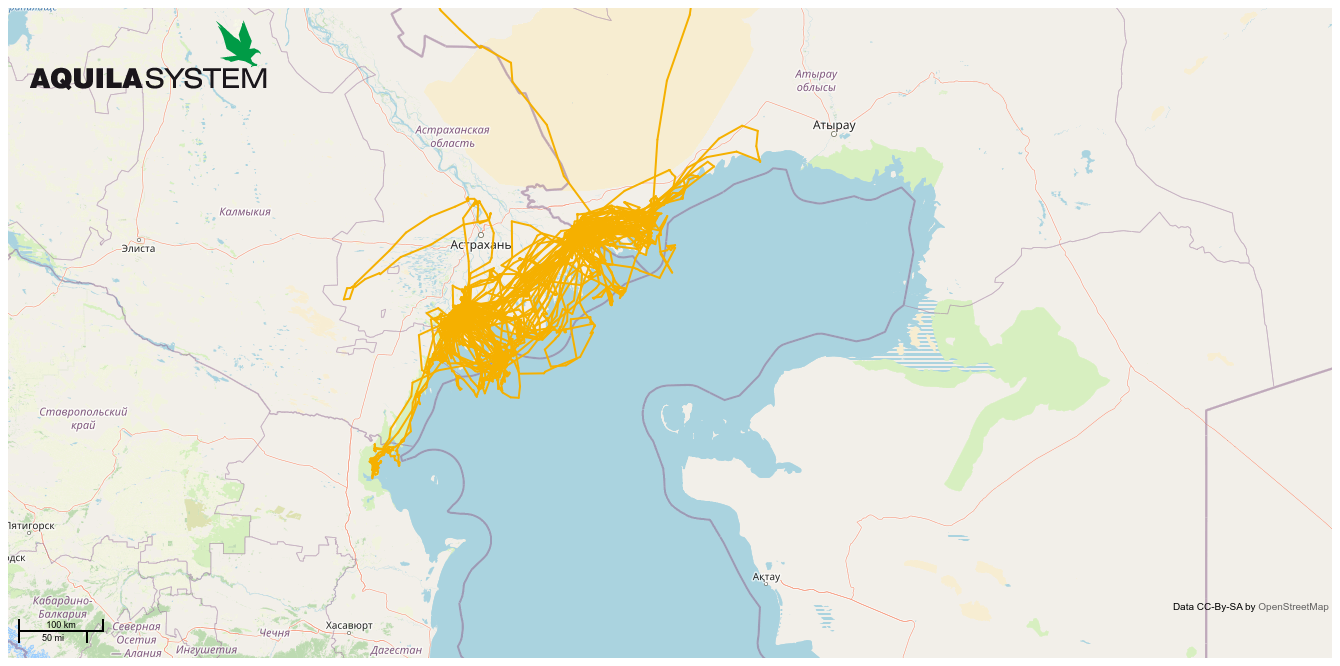 AQUILASYSTEM
Атырау
облысы
Атырау
Астраханская
область
Калмыкия
Элиста
Астрахань
Ставропольский
край
Пятигорск
Ақтау
Data CC-By-SA by OpenStreetMap
Кабардино-
Балкария
100 km
50 mi
Северная
Осетия
Алания
Чечня
Ингушетия
Хасавюрт
Дагестан